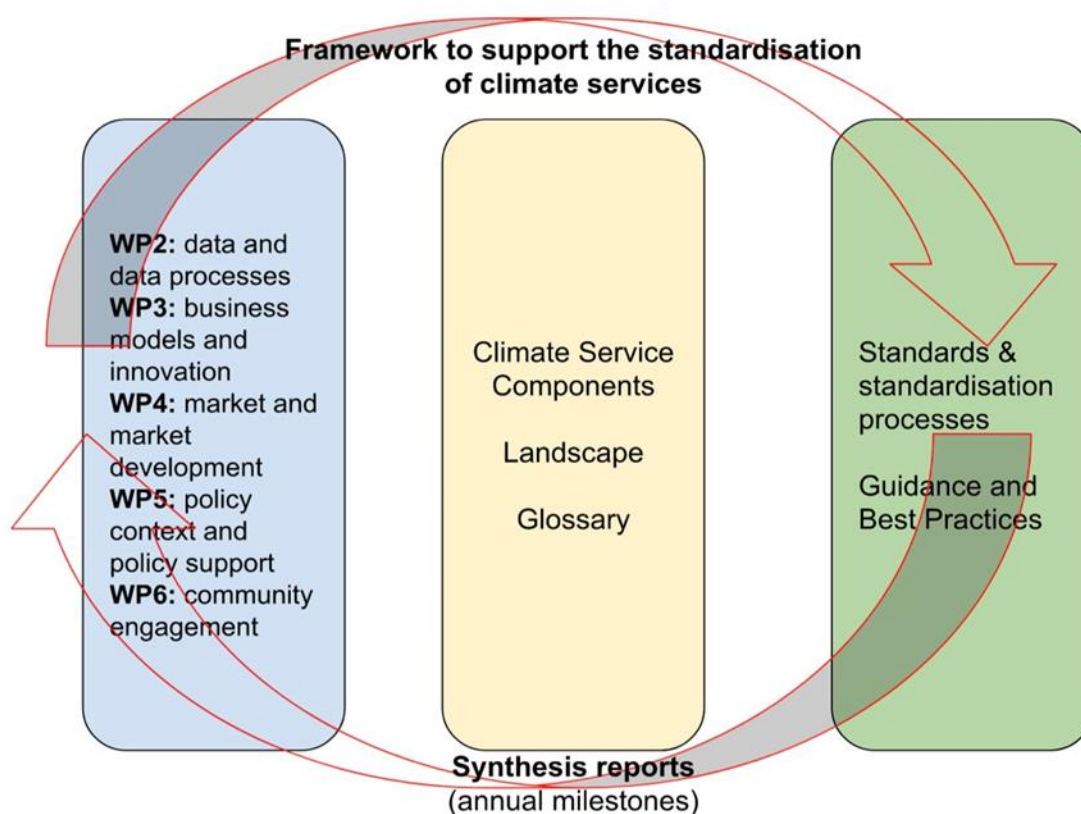 Framework to support the standardisation
of climate services
WP2: data and
data processes
WP3: business
models and
innovation
WP4: market and
market
development
WP5: policy
context and
policy support
WP6: community
engagement
Climate Service
Components
Landscape
Glossary
Standards &
standardisation
processes
Guidance and
Best Practices
Synthesis reports
(annual milestones)